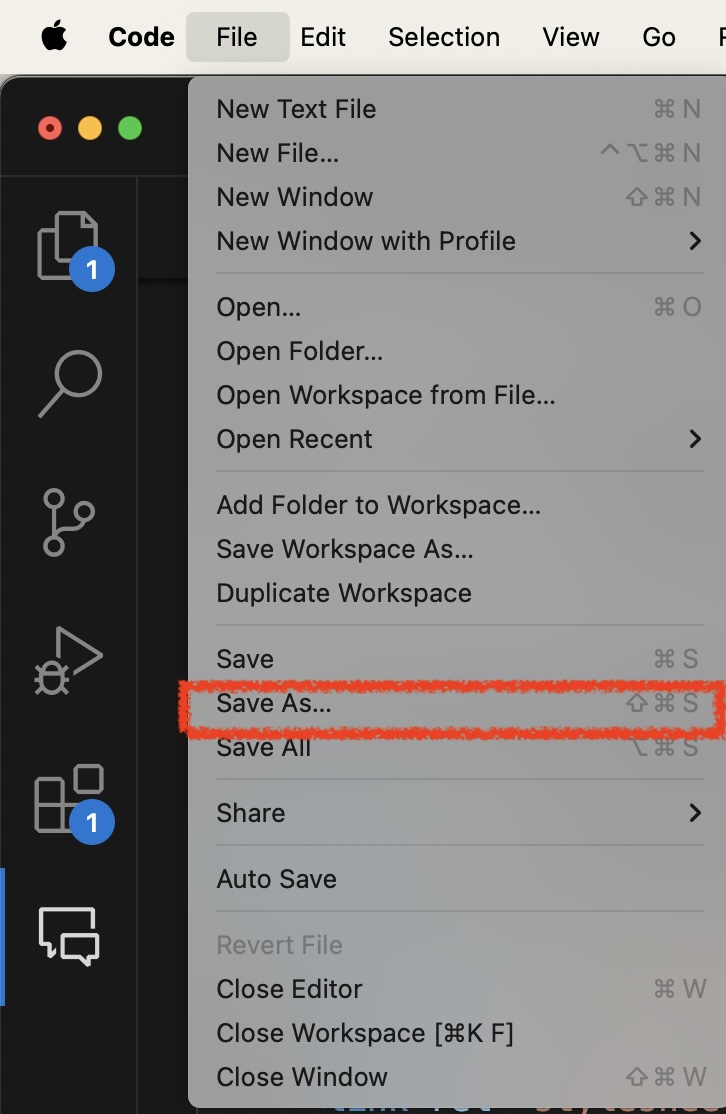 Code File Edit Selection View Go
New Text File ⌘ N
New File... ^⌥⌘ N
New Window ⇧⌘ N
New Window with Profile >
Open... ⌘ O
Open Folder...
Open Workspace from File...
Open Recent >
Add Folder to Workspace...
Save Workspace As...
Duplicate Workspace
Save ⌘ S
Save As... ⇧⌘ S
Save All ⌥⌘ S
Share >
Auto Save
Revert File
Close Editor ⌘ W
Close Workspace [⌘K F]
Close Window ⇧⌘ W
1
1